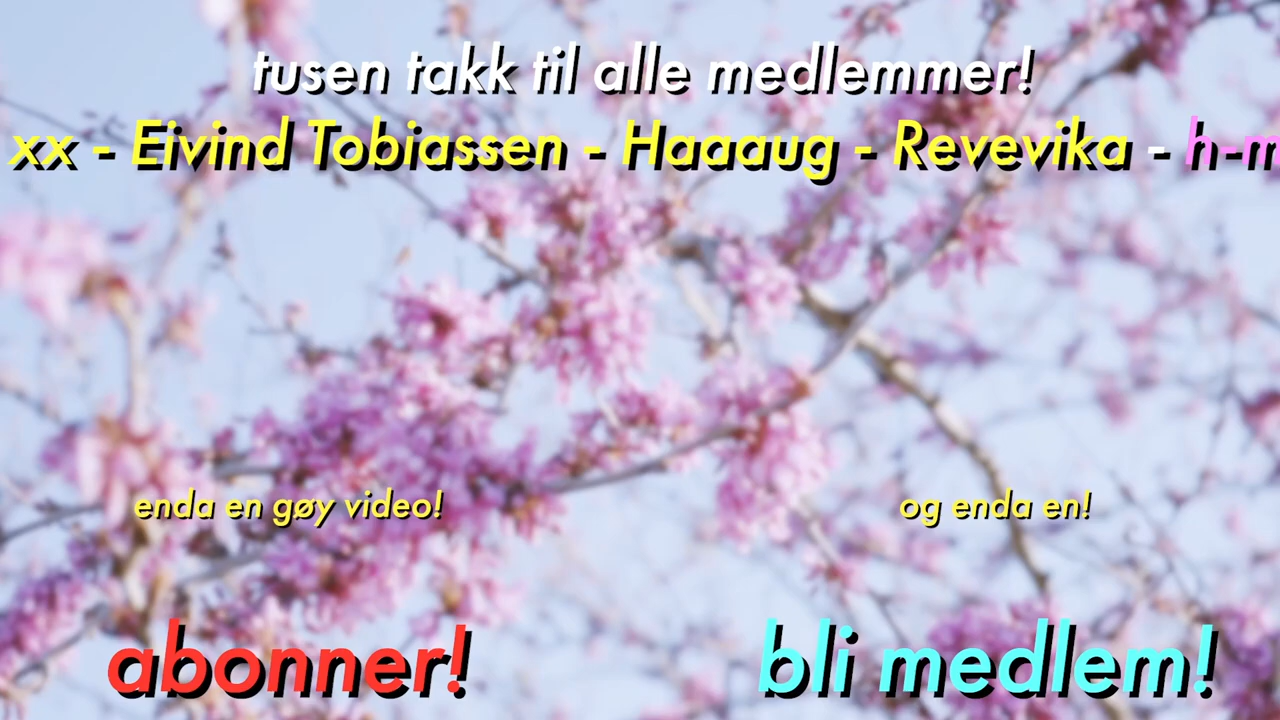 tusen takk til alle medlemmer!
xx - Eivind Tobiassen - Haaaug - Revevika - h-m
enda en gøy video!
og enda en!
abonner!
bli medlem!